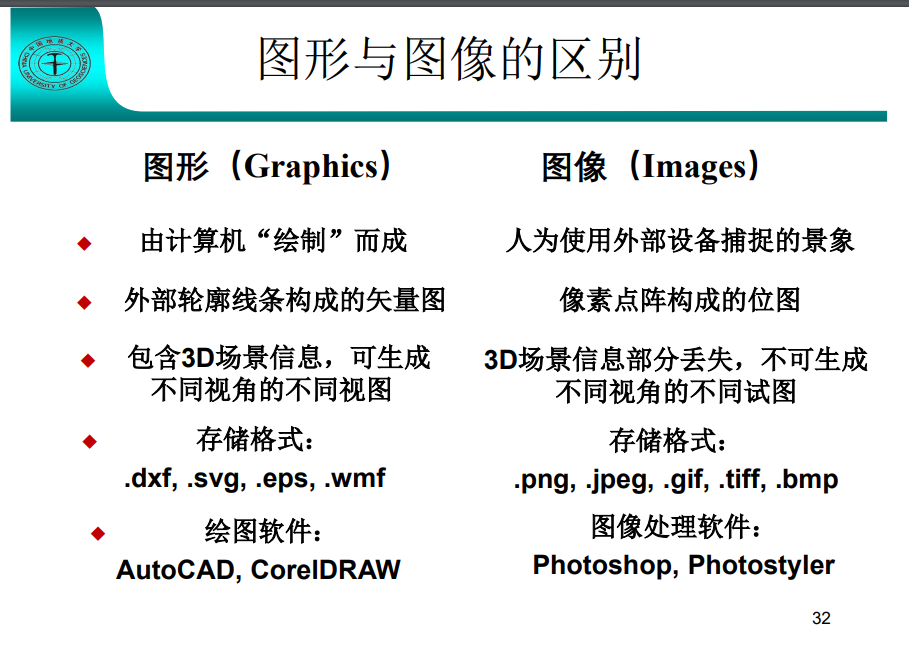 图形与图像的区别
图形（Graphics）
图像（Images）
由计算机“绘制”而成
人为使用外部设备捕捉的景象
外部轮廓线条构成的矢量图
像素点阵构成的位图
包含3D场景信息，可生成
不同视角的不同视图
3D场景信息部分丢失，不可生成
不同视角的不同试图
存储格式：
.dxf, .svg, .eps, .wmf
存储格式：
.png, .jpeg, .gif, .tiff, .bmp
绘图软件：
AutoCAD, CorelDRAW
图像处理软件：
Photoshop, Photostyler
32